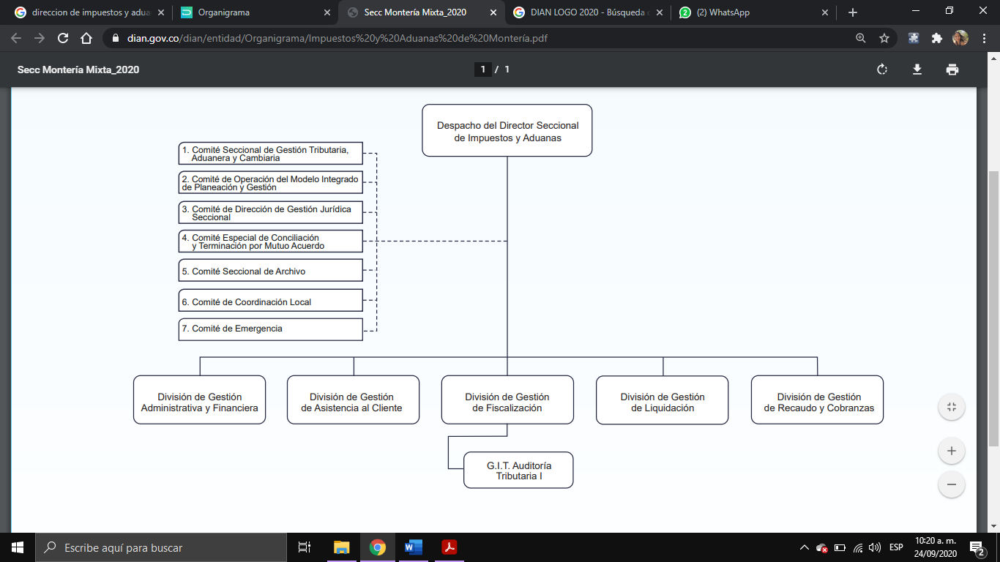 direccion de impuestos y adua
Organigrama
Secc Montería Mixta_2020
DIAN LOGO 2020 - Búsqueda
(2) WhatsApp
dian.gov.co/dian/entidad/Organigrama/Impuestos%20y%20Aduanas%20de%20Montería.pdf
Secc Montería Mixta_2020
1 / 1
Despacho del Director Seccional
de Impuestos y Aduanas
1. Comité Seccional de Gestión Tributaria,
Aduanera y Cambiaria
2. Comité de Operación del Modelo Integrado
de Planeación y Gestión
3. Comité de Dirección de Gestión Jurídica
Seccional
4. Comité Especial de Conciliación
y Terminación por Mutuo Acuerdo
5. Comité Seccional de Archivo
6. Comité de Coordinación Local
7. Comité de Emergencia
División de Gestión
Administrativa y Financiera
División de Gestión
de Asistencia al Cliente
División de Gestión
de Fiscalización
División de Gestión
de Liquidación
División de Gestión
de Recaudo y Cobranzas
G.I.T. Auditoría
Tributaria I
Escribe aquí para buscar
ESP
10:20 a. m.
24/09/2020
2